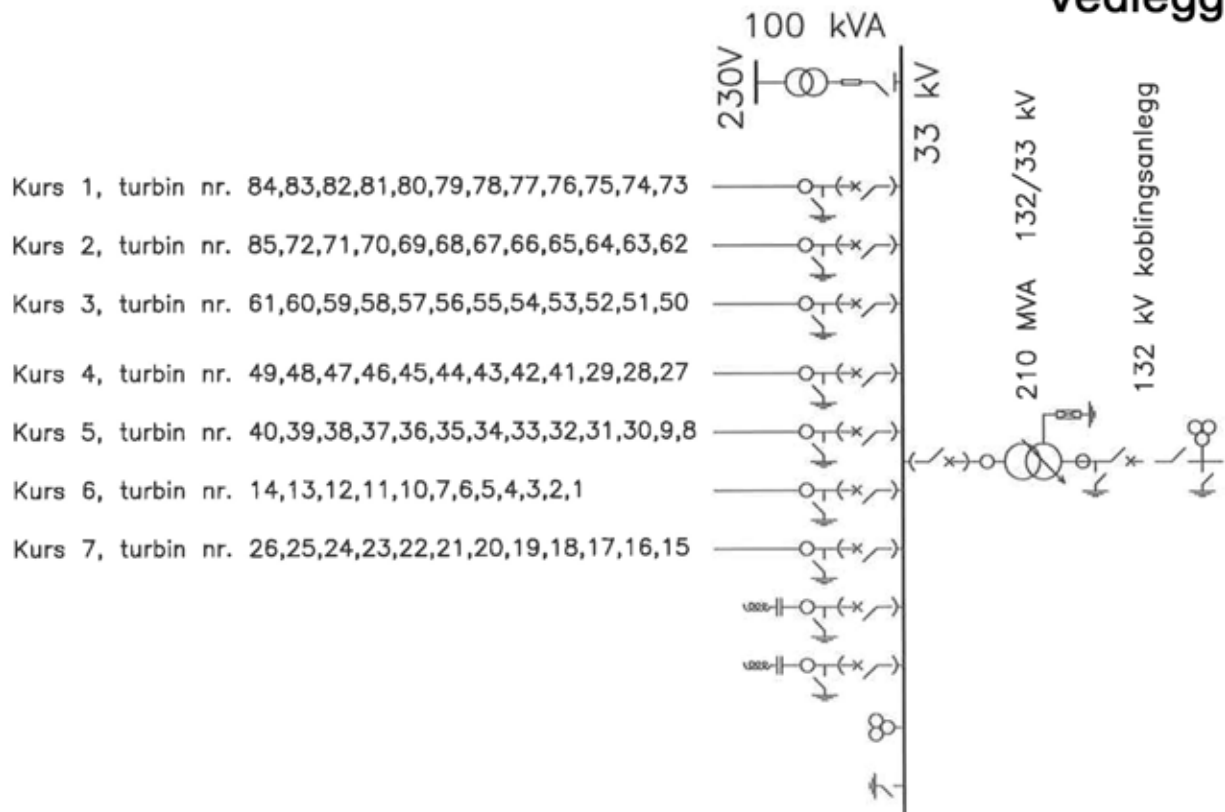 Vedlegg
100 kVA
230V
33 kV
210 MVA 132/33 kV
132 kV koblingsanlegg
Kurs 1, turbin nr. 84,83,82,81,80,79,78,77,76,75,74,73
Kurs 2, turbin nr. 85,72,71,70,69,68,67,66,65,64,63,62
Kurs 3, turbin nr. 61,60,59,58,57,56,55,54,53,52,51,50
Kurs 4, turbin nr. 49,48,47,46,45,44,43,42,41,29,28,27
Kurs 5, turbin nr. 40,39,38,37,36,35,34,33,32,31,30,9,8
Kurs 6, turbin nr. 14,13,12,11,10,7,6,5,4,3,2,1
Kurs 7, turbin nr. 26,25,24,23,22,21,20,19,18,17,16,15